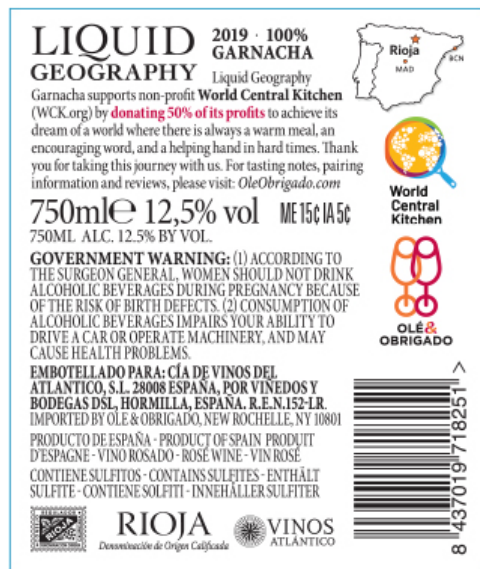 LIQUID
GEOGRAPHY
2019 · 100%
GARNACHA
Liquid Geography
Garnacha supports non-profit World Central Kitchen
(WCK.org) by donating 50% of its profits to achieve its
dream of a world where there is always a warm meal, an
encouraging word, and a helping hand in hard times. Thank
you for taking this journey with us. For tasting notes, pairing
information and reviews, please visit: OleObrigado.com
750ml℮ 12,5% vol ME 15¢ IA 5¢
750ML ALC. 12.5% BY VOL.
GOVERNMENT WARNING: (1) ACCORDING TO
THE SURGEON GENERAL, WOMEN SHOULD NOT DRINK
ALCOHOLIC BEVERAGES DURING PREGNANCY BECAUSE
OF THE RISK OF BIRTH DEFECTS. (2) CONSUMPTION OF
ALCOHOLIC BEVERAGES IMPAIRS YOUR ABILITY TO
DRIVE A CAR OR OPERATE MACHINERY, AND MAY
CAUSE HEALTH PROBLEMS.
EMBOTELLADO PARA: CÍA DE VINOS DEL
ATLANTICO, S.L. 28008 ESPAÑA, POR VIÑEDOS Y
BODEGAS DSL, HORMILLA, ESPAÑA. R.E.N.152-LR.
IMPORTED BY OLE & OBRIGADO, NEW ROCHELLE, NY 10801
PRODUCTO DE ESPAÑA - PRODUCT OF SPAIN PRODUIT
D'ESPAGNE - VINO ROSADO - ROSÉ WINE - VIN ROSÉ
CONTIENE SULFITOS - CONTAINS SULFITES - ENTHÄLT
SULFITE - CONTIENE SOLFITI - INNEHÅLLER SULFITER
RIOJA
RIOJA
Denominación de Origen Calificada
VINOS
ATLÁNTICO
Rioja
MAD
BCN
World
Central
Kitchen
OLÉ&
OBRIGADO
8 437019 718251 >